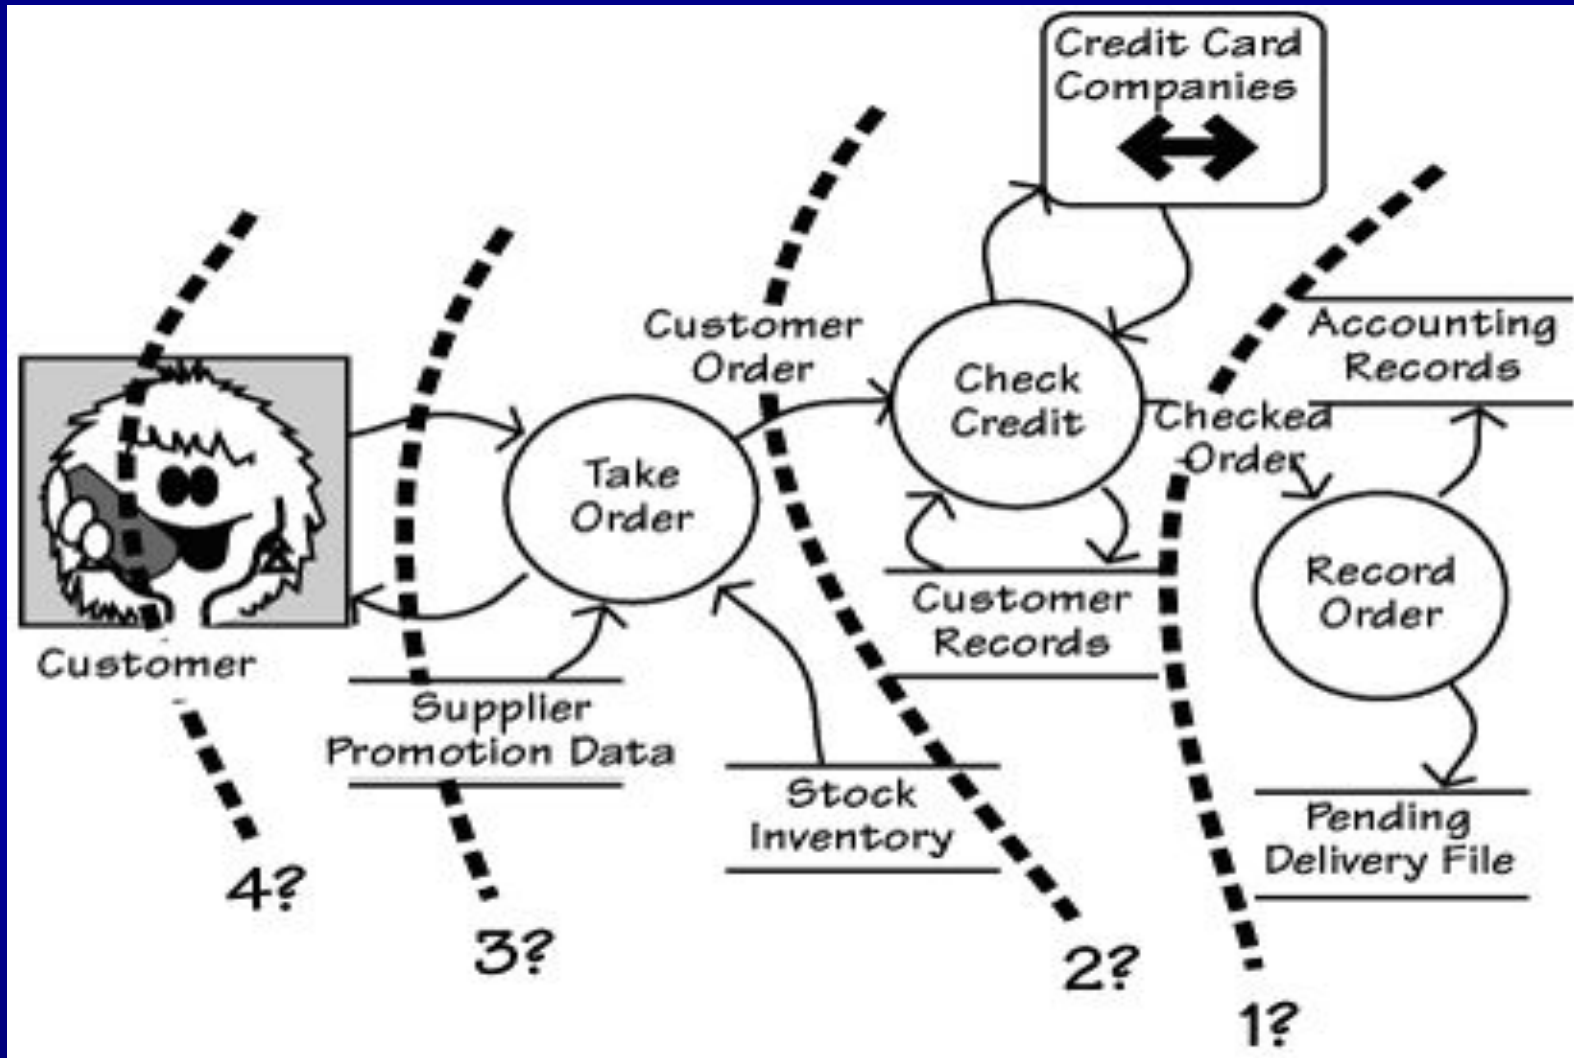 Credit Card
Companies
Customer
Order
Check
Credit
Accounting
Records
Checked
Order
Take
Order
Record
Order
Customer
Records
Customer
Supplier
Promotion Data
Stock
Inventory
Pending
Delivery File
4?
3?
2?
1?